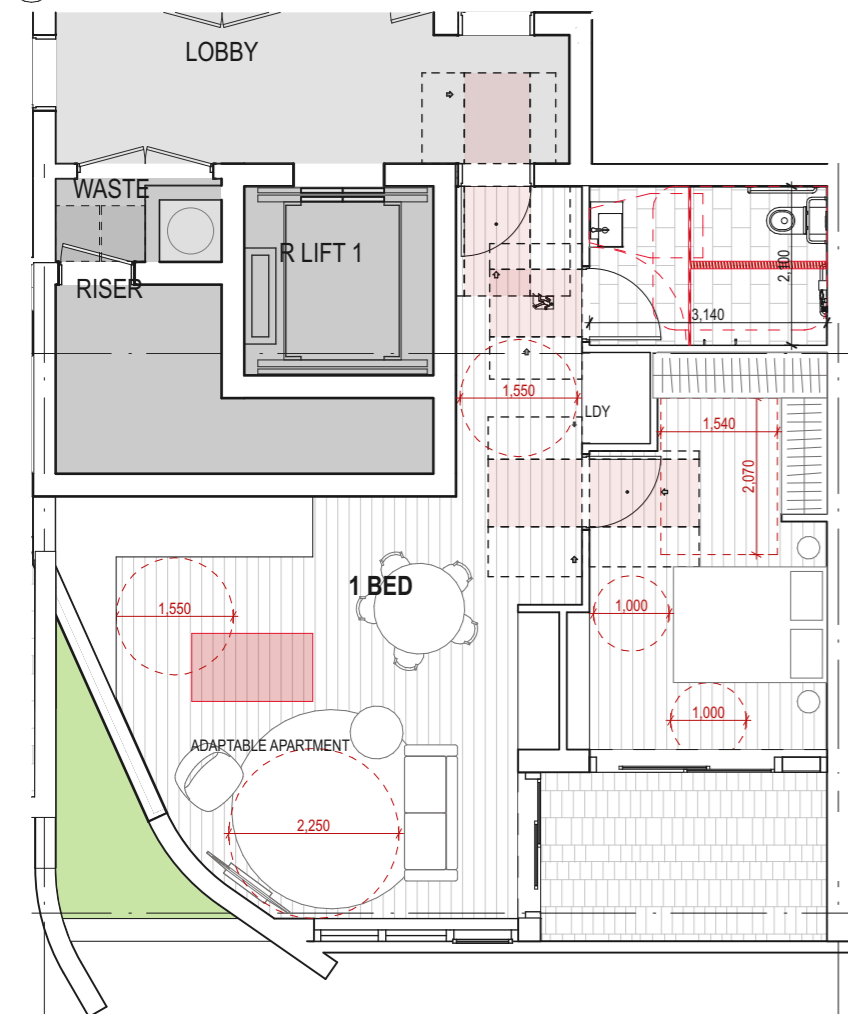 LOBBY
WASTE
R LIFT 1
RISER
2,100
3,140
1,550
LDY
1,540
2,070
1 BED
1,550
1,000
1,000
ADAPTABLE APARTMENT
2,250